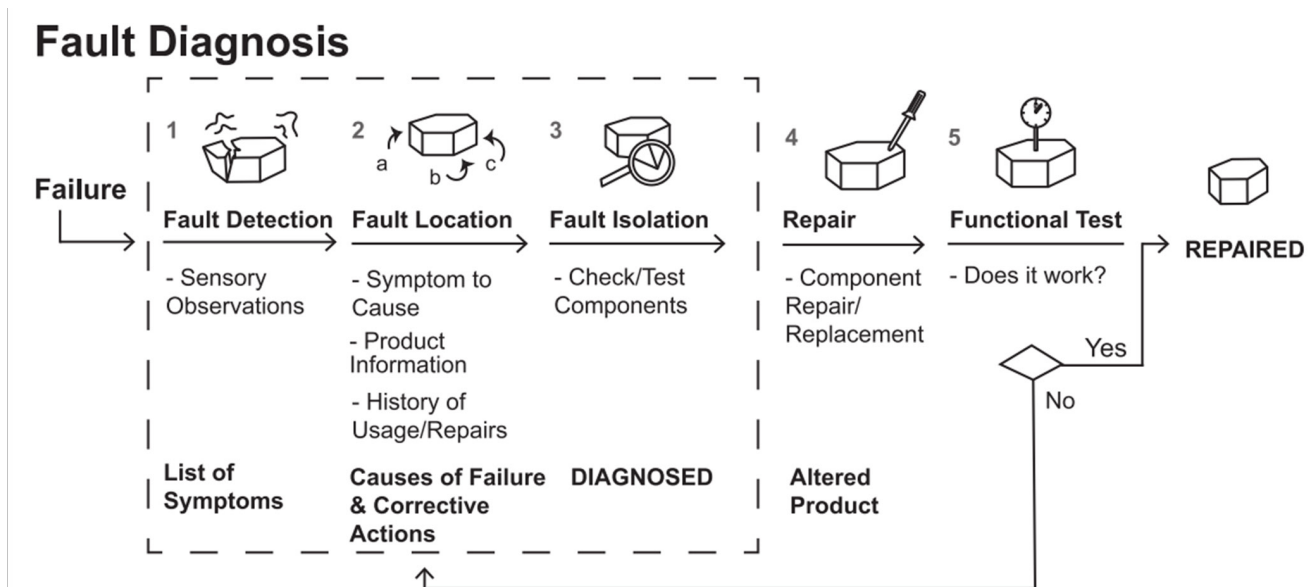 Fault Diagnosis
Failure
1
a
2
b
c
3
4
5
Fault Detection
- Sensory
Observations
List of
Symptoms
Fault Location
- Symptom to
Cause
- Product
Information
- History of
Usage/Repairs
Causes of Failure
& Corrective
Actions
Fault Isolation
- Check/Test
Components
DIAGNOSED
Repair
- Component
Repair/
Replacement
Altered
Product
Functional Test
- Does it work?
Yes
No
REPAIRED